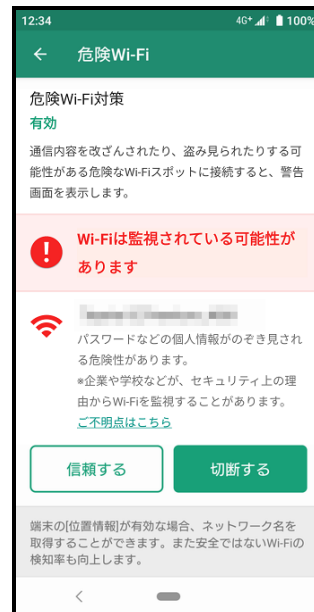 12:34 4G+ 100%
危険Wi-Fi
危険Wi-Fi対策
有効
通信内容を改ざんされたり、盗み見られたりする可
能性がある危険なWi-Fiスポットに接続すると、警告
画面を表示します。
Wi-Fiは監視されている可能性が
あります
パスワードなどの個人情報がのぞき見され
る危険性があります。
※企業や学校などが、セキュリティ上の理
由からWi-Fiを監視することがあります。
ご不明点はこちら
信頼する 切断する
端末の[位置情報]が有効な場合、ネットワーク名を
取得することができます。また安全ではないWi-Fiの
検知率も向上します。